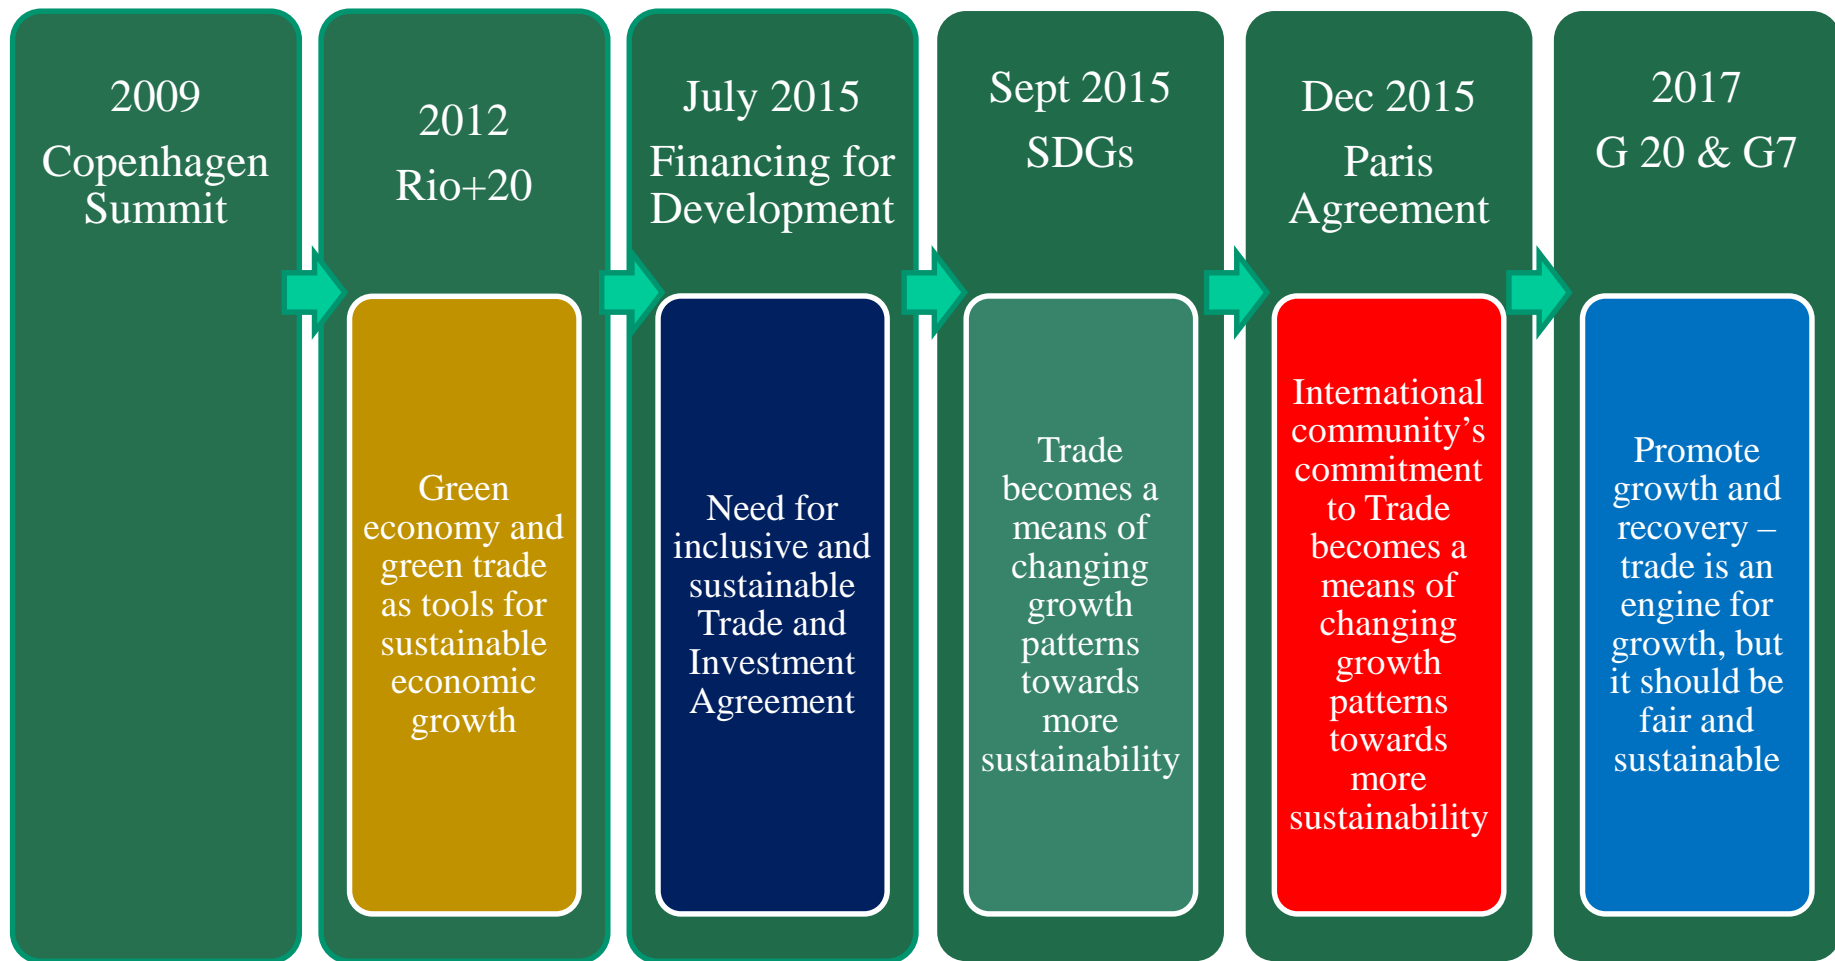 2009
Copenhagen
Summit
2012
Rio+20
Green
economy and
green trade
as tools for
sustainable
economic
growth
July 2015
Financing for
Development
Need for
inclusive and
sustainable
Trade and
Investment
Agreement
Sept 2015
SDGs
Trade
becomes a
means of
changing
growth
patterns
towards
more
sustainability
Dec 2015
Paris
Agreement
International
community’s
commitment
to Trade
becomes a
means of
changing
growth
patterns
towards
more
sustainability
2017
G 20 & G7
Promote
growth and
recovery –
trade is an
engine for
growth, but
it should be
fair and
sustainable